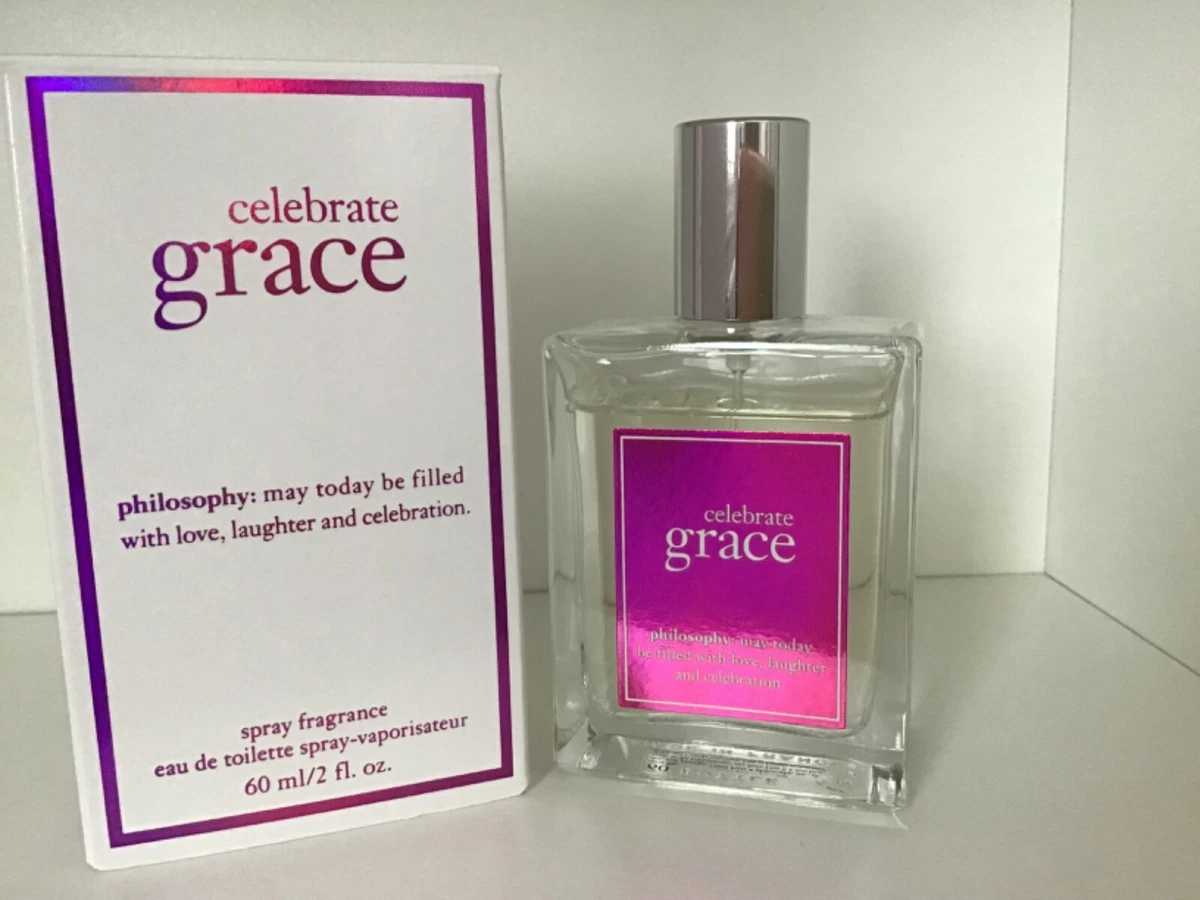 celebrate
grace
philosophy: may today be filled
with love, laughter and celebration.
spray fragrance
eau de toilette spray-vaporisateur
60 ml/2 fl. oz.
celebrate
grace
philosophy: may today
be filled with love, laughter
and celebration